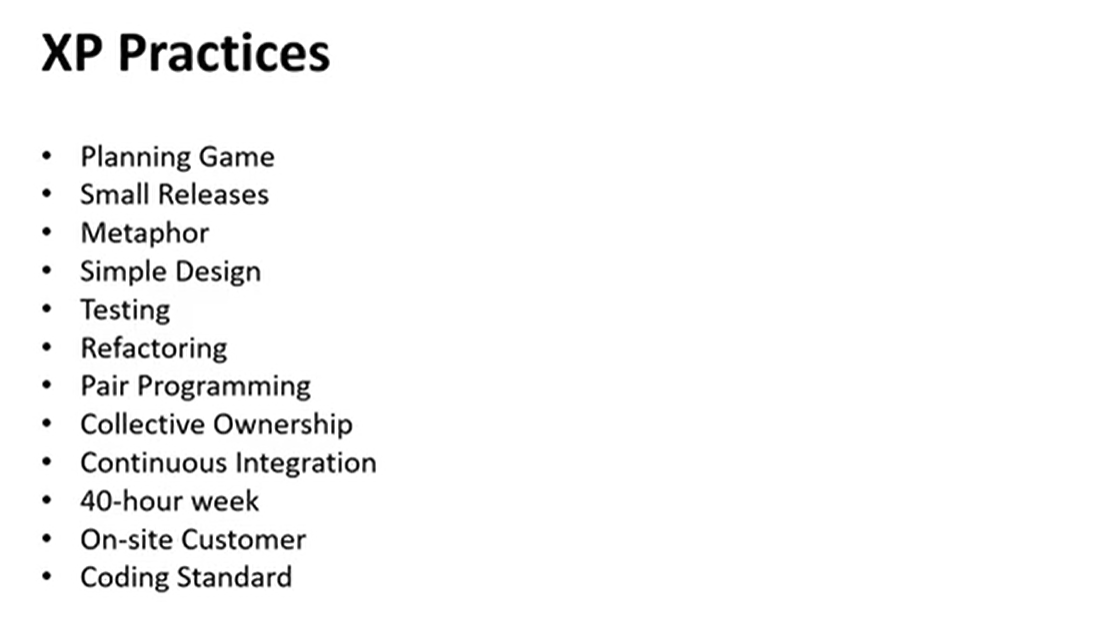 XP Practices
• Planning Game
• Small Releases
• Metaphor
• Simple Design
• Testing
• Refactoring
• Pair Programming
• Collective Ownership
• Continuous Integration
• 40-hour week
• On-site Customer
• Coding Standard